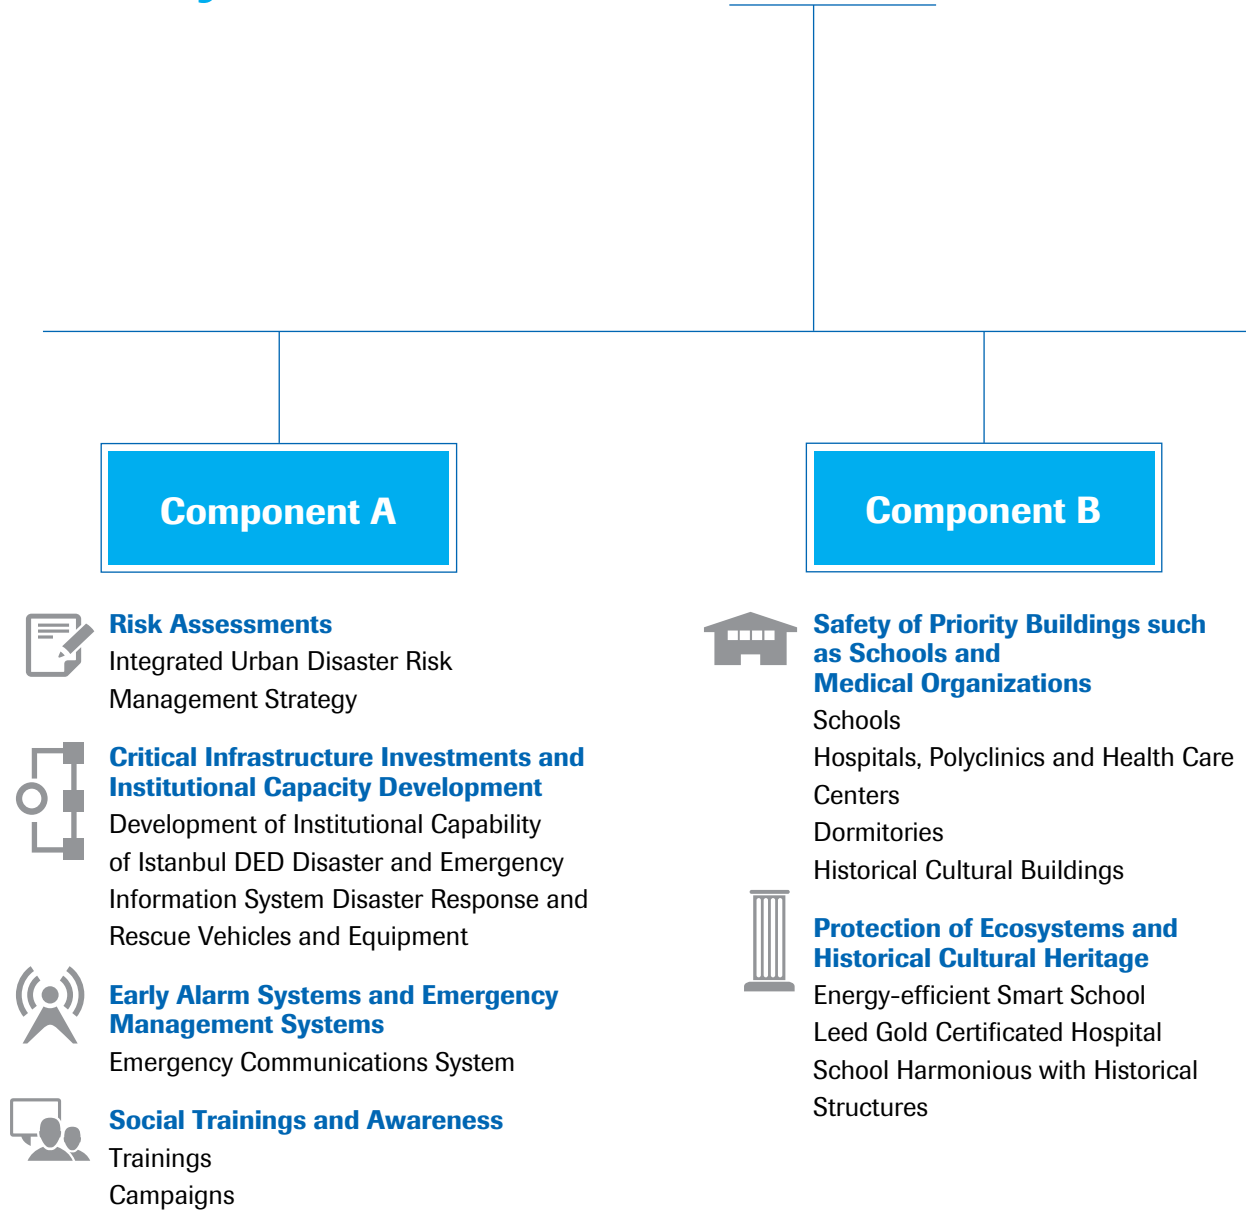 Component A
Risk Assessments
Integrated Urban Disaster Risk
Management Strategy
Critical Infrastructure Investments and
Institutional Capacity Development
Development of Institutional Capability
of Istanbul DED Disaster and Emergency
Information System Disaster Response and
Rescue Vehicles and Equipment
Early Alarm Systems and Emergency
Management Systems
Emergency Communications System
Social Trainings and Awareness
Trainings
Campaigns
Component B
Safety of Priority Buildings such
as Schools and
Medical Organizations
Schools
Hospitals, Polyclinics and Health Care
Centers
Dormitories
Historical Cultural Buildings
Protection of Ecosystems and
Historical Cultural Heritage
Energy-efficient Smart School
Leed Gold Certificated Hospital
School Harmonious with Historical
Structures